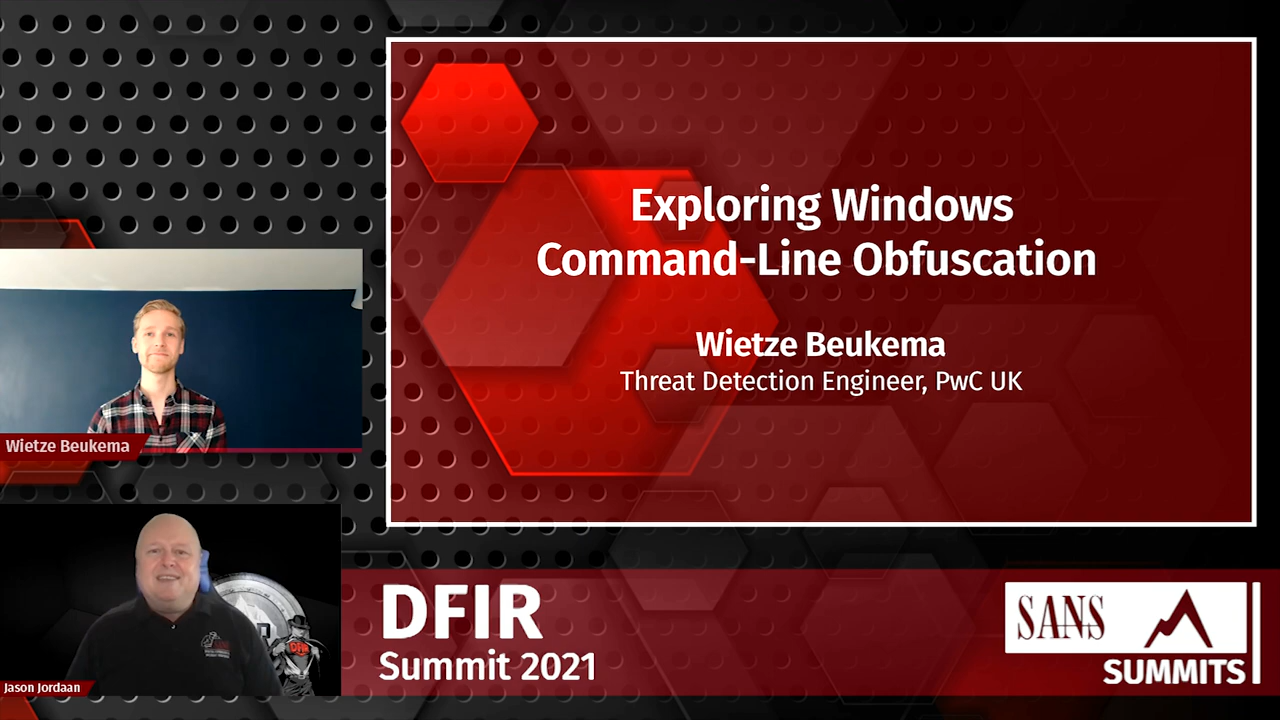 Exploring Windows
Command-Line Obfuscation
Wietze Beukema
Threat Detection Engineer, PwC UK
Wietze Beukema
Jason Jordaan
DFIR
DFIR
Summit 2021
SANS
SUMMITS